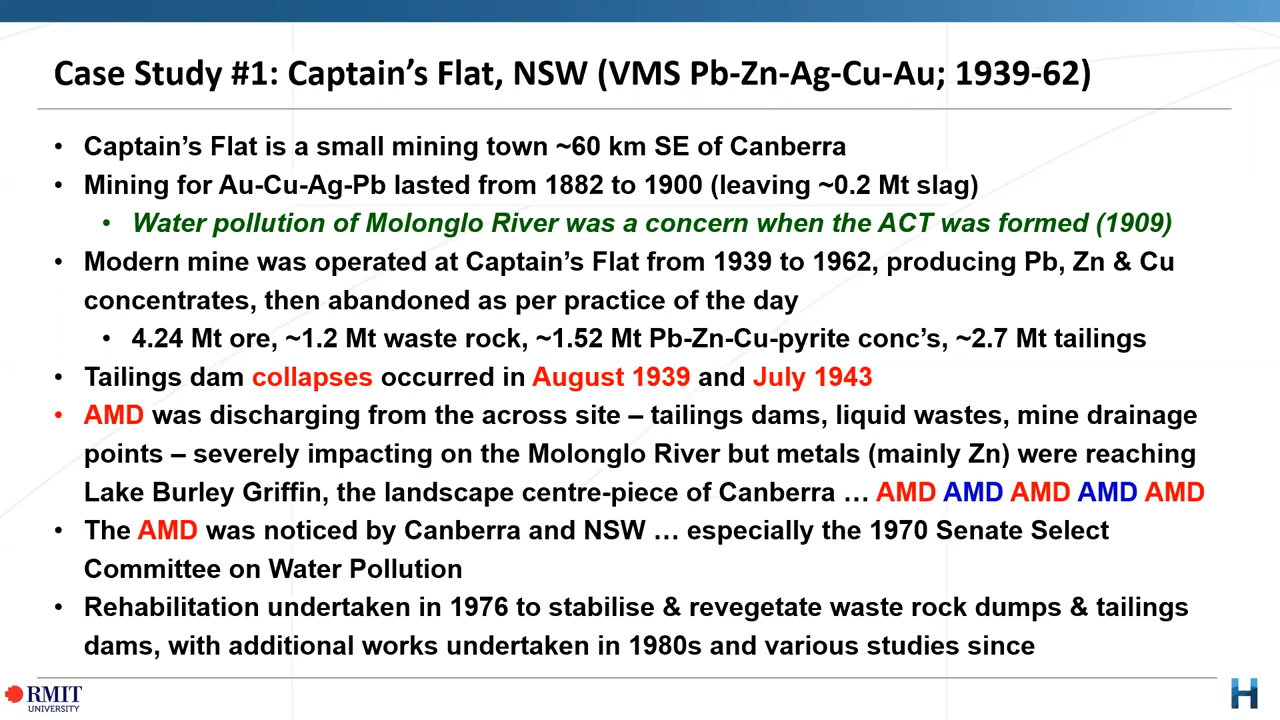 Case Study #1: Captain’s Flat, NSW (VMS Pb-Zn-Ag-Cu-Au; 1939-62)
• Captain’s Flat is a small mining town ~60 km SE of Canberra
• Mining for Au-Cu-Ag-Pb lasted from 1882 to 1900 (leaving ~0.2 Mt slag)
• Water pollution of Molonglo River was a concern when the ACT was formed (1909)
• Modern mine was operated at Captain’s Flat from 1939 to 1962, producing Pb, Zn & Cu
concentrates, then abandoned as per practice of the day
• 4.24 Mt ore, ~1.2 Mt waste rock, ~1.52 Mt Pb-Zn-Cu-pyrite conc’s, ~2.7 Mt tailings
• Tailings dam collapses occurred in August 1939 and July 1943
• AMD was discharging from the across site – tailings dams, liquid wastes, mine drainage
points – severely impacting on the Molonglo River but metals (mainly Zn) were reaching
Lake Burley Griffin, the landscape centre-piece of Canberra … AMD AMD AMD AMD AMD
• The AMD was noticed by Canberra and NSW … especially the 1970 Senate Select
Committee on Water Pollution
• Rehabilitation undertaken in 1976 to stabilise & revegetate waste rock dumps & tailings
dams, with additional works undertaken in 1980s and various studies since
RMIT
UNIVERSITY
H